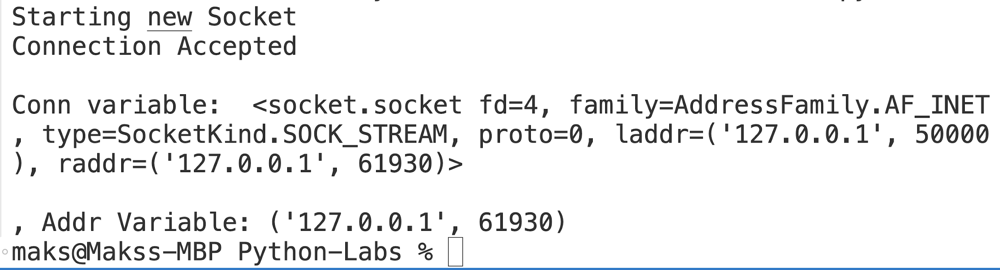 Starting new Socket
Connection Accepted
Conn variable:  <socket.socket fd=4, family=AddressFamily.AF_INET
, type=SocketKind.SOCK_STREAM, proto=0, laddr=('127.0.0.1', 50000
), raddr=('127.0.0.1', 61930)>
, Addr Variable: ('127.0.0.1', 61930)
maks@Makss-MBP Python-Labs %